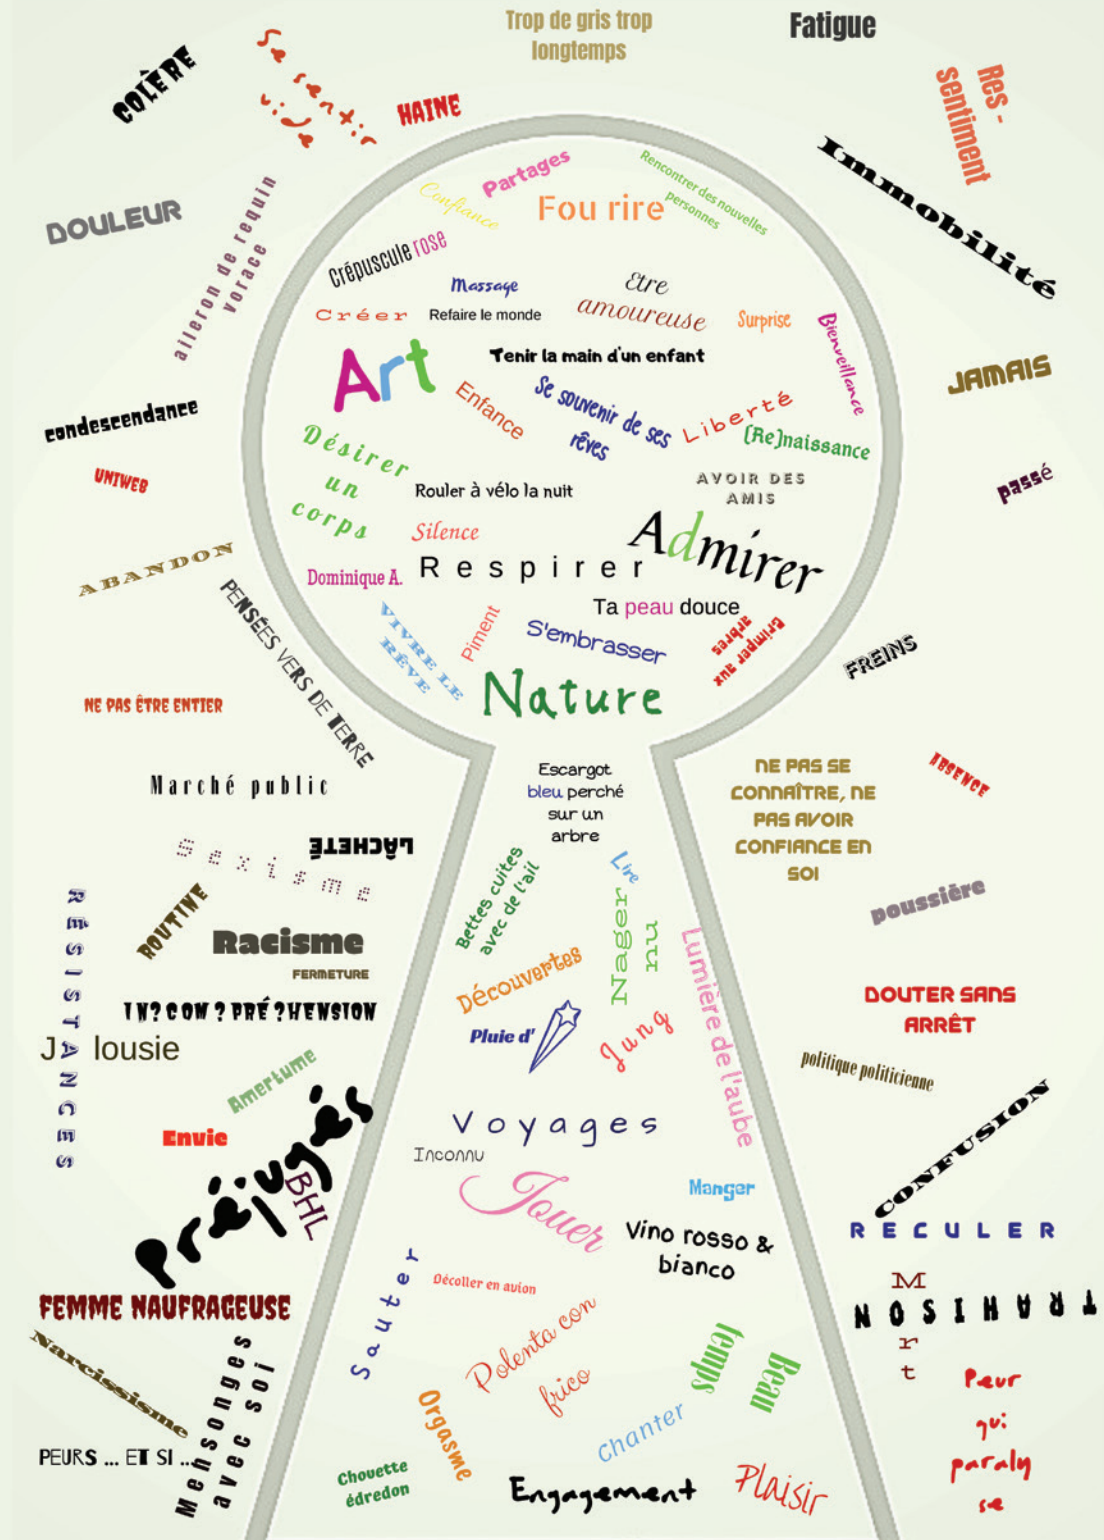 Trop de gris trop
longtemps
Fatigue
COLÈRE
Se sentir
vide
HAINE
Res -
sentiment
Immobilité
DOULEUR
aileron de requin
vorace
Confiance
Partages
Fou rire
Rencontrer des nouvelles
personnes
Crépuscule rose
Massage
Etre
amoureuse
Créer
Refaire le monde
Surprise
Bienveillance
Art
Tenir la main d'un enfant
JAMAIS
Enfance
Se souvenir de ses
rêves
Liberté
(Re)naissance
condescendance
UNIWEB
Désirer
un
corps
Rouler à vélo la nuit
AVOIR DES
AMIS
passé
Silence
Admirer
ABANDON
Dominique A.
Respirer
PENSÉES VERS DE TERRE
VIVRE LE
RÊVE
Piment
Ta peau douce
S'embrasser
Grimper aux
arbres
FREINS
Nature
NE PAS ÊTRE ENTIER
Marché public
Escargot
bleu perché
sur un
arbre
NE PAS SE
CONNAÎTRE, NE
PAS AVOIR
CONFIANCE EN
SOI
ABSENCE
Sexisme
LÂCHETÉ
Bettes cuites
avec de l'ail
Lire
Nager
nu
poussière
RÉSISTANCES
ROUTINE
Racisme
FERMETURE
Découvertes
Lumière de l'aube
IN?COM?PRÉ?HENSION
Pluie d'
Jung
DOUTER SANS
ARRÊT
J lousie
Amertume
politique politicienne
Envie
Préjugés
BHL
Voyages
Inconnu
Jouer
Manger
CONFUSION
RECULER
Vino rosso &
bianco
FEMME NAUFRAGEUSE
Sauter
Décoller en avion
M
rt
TRAHISON
Narcissisme
Mensonges
avec soi
Polenta con
frico
Beau
temps
Peur
qui
paraly
se
PEURS ... ET SI ...
Orgasme
chanter
Chouette
édredon
Engagement
Plaisir